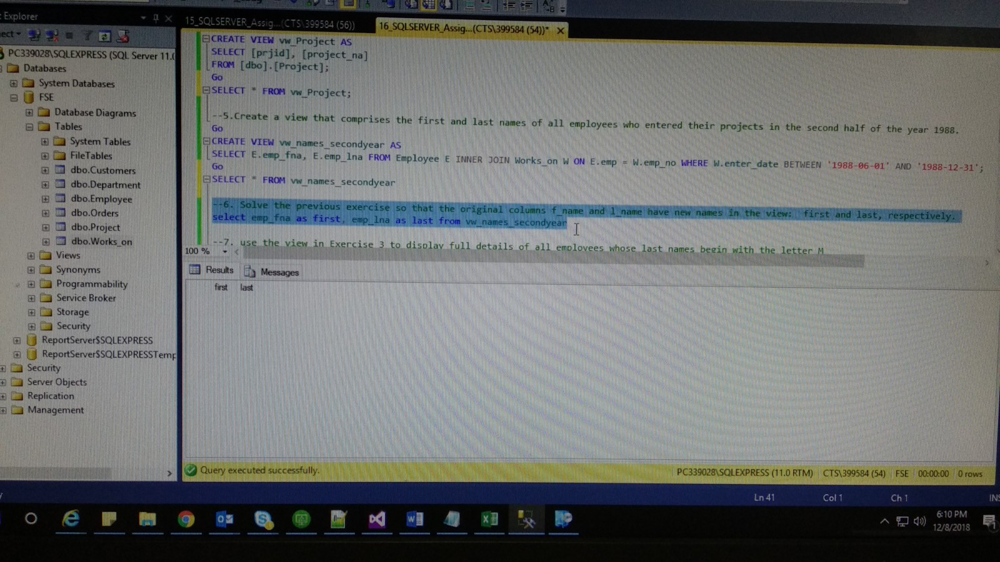 Explorer
15_SQLSERVER_Assig...(CTS\399584 (56))
16_SQLSERVER_Assig...(CTS\399584 (54))*
PC339028\SQLEXPRESS (SQL Server 11.0
Databases
System Databases
FSE
Database Diagrams
Tables
System Tables
FileTables
dbo.Customers
dbo.Department
dbo.Employee
dbo.Orders
dbo.Project
dbo.Works_on
Views
Synonyms
Programmability
Service Broker
Storage
Security
ReportServer$SQLEXPRESS
ReportServer$SQLEXPRESSTemp
Security
Server Objects
Replication
Management
CREATE VIEW vw_Project AS
SELECT [prjid], [project_na]
FROM [dbo].[Project];
Go
SELECT * FROM vw_Project;
--5.Create a view that comprises the first and last names of all employees who entered their projects in the second half of the year 1988.
Go
CREATE VIEW vw_names_secondyear AS
SELECT E.emp_fna, E.emp_lna FROM Employee E INNER JOIN Works_on W ON E.emp = W.emp_no WHERE W.enter_date BETWEEN '1988-06-01' AND '1988-12-31';
Go
SELECT * FROM vw_names_secondyear
--6. Solve the previous exercise so that the original columns f_name and l_name have new names in the view: first and last, respectively.
select emp_fna as first, emp_lna as last from vw_names_secondyear
--7. use the view in Exercise 3 to display full details of all employees whose last names begin with the letter M
100 %
Results Messages
first last
Query executed successfully.
PC339028\SQLEXPRESS (11.0 RTM) CTS\399584 (54) FSE 00:00:00 0 rows
Ln 41 Col 1 Ch 1 INS
6:10 PM
12/8/2018